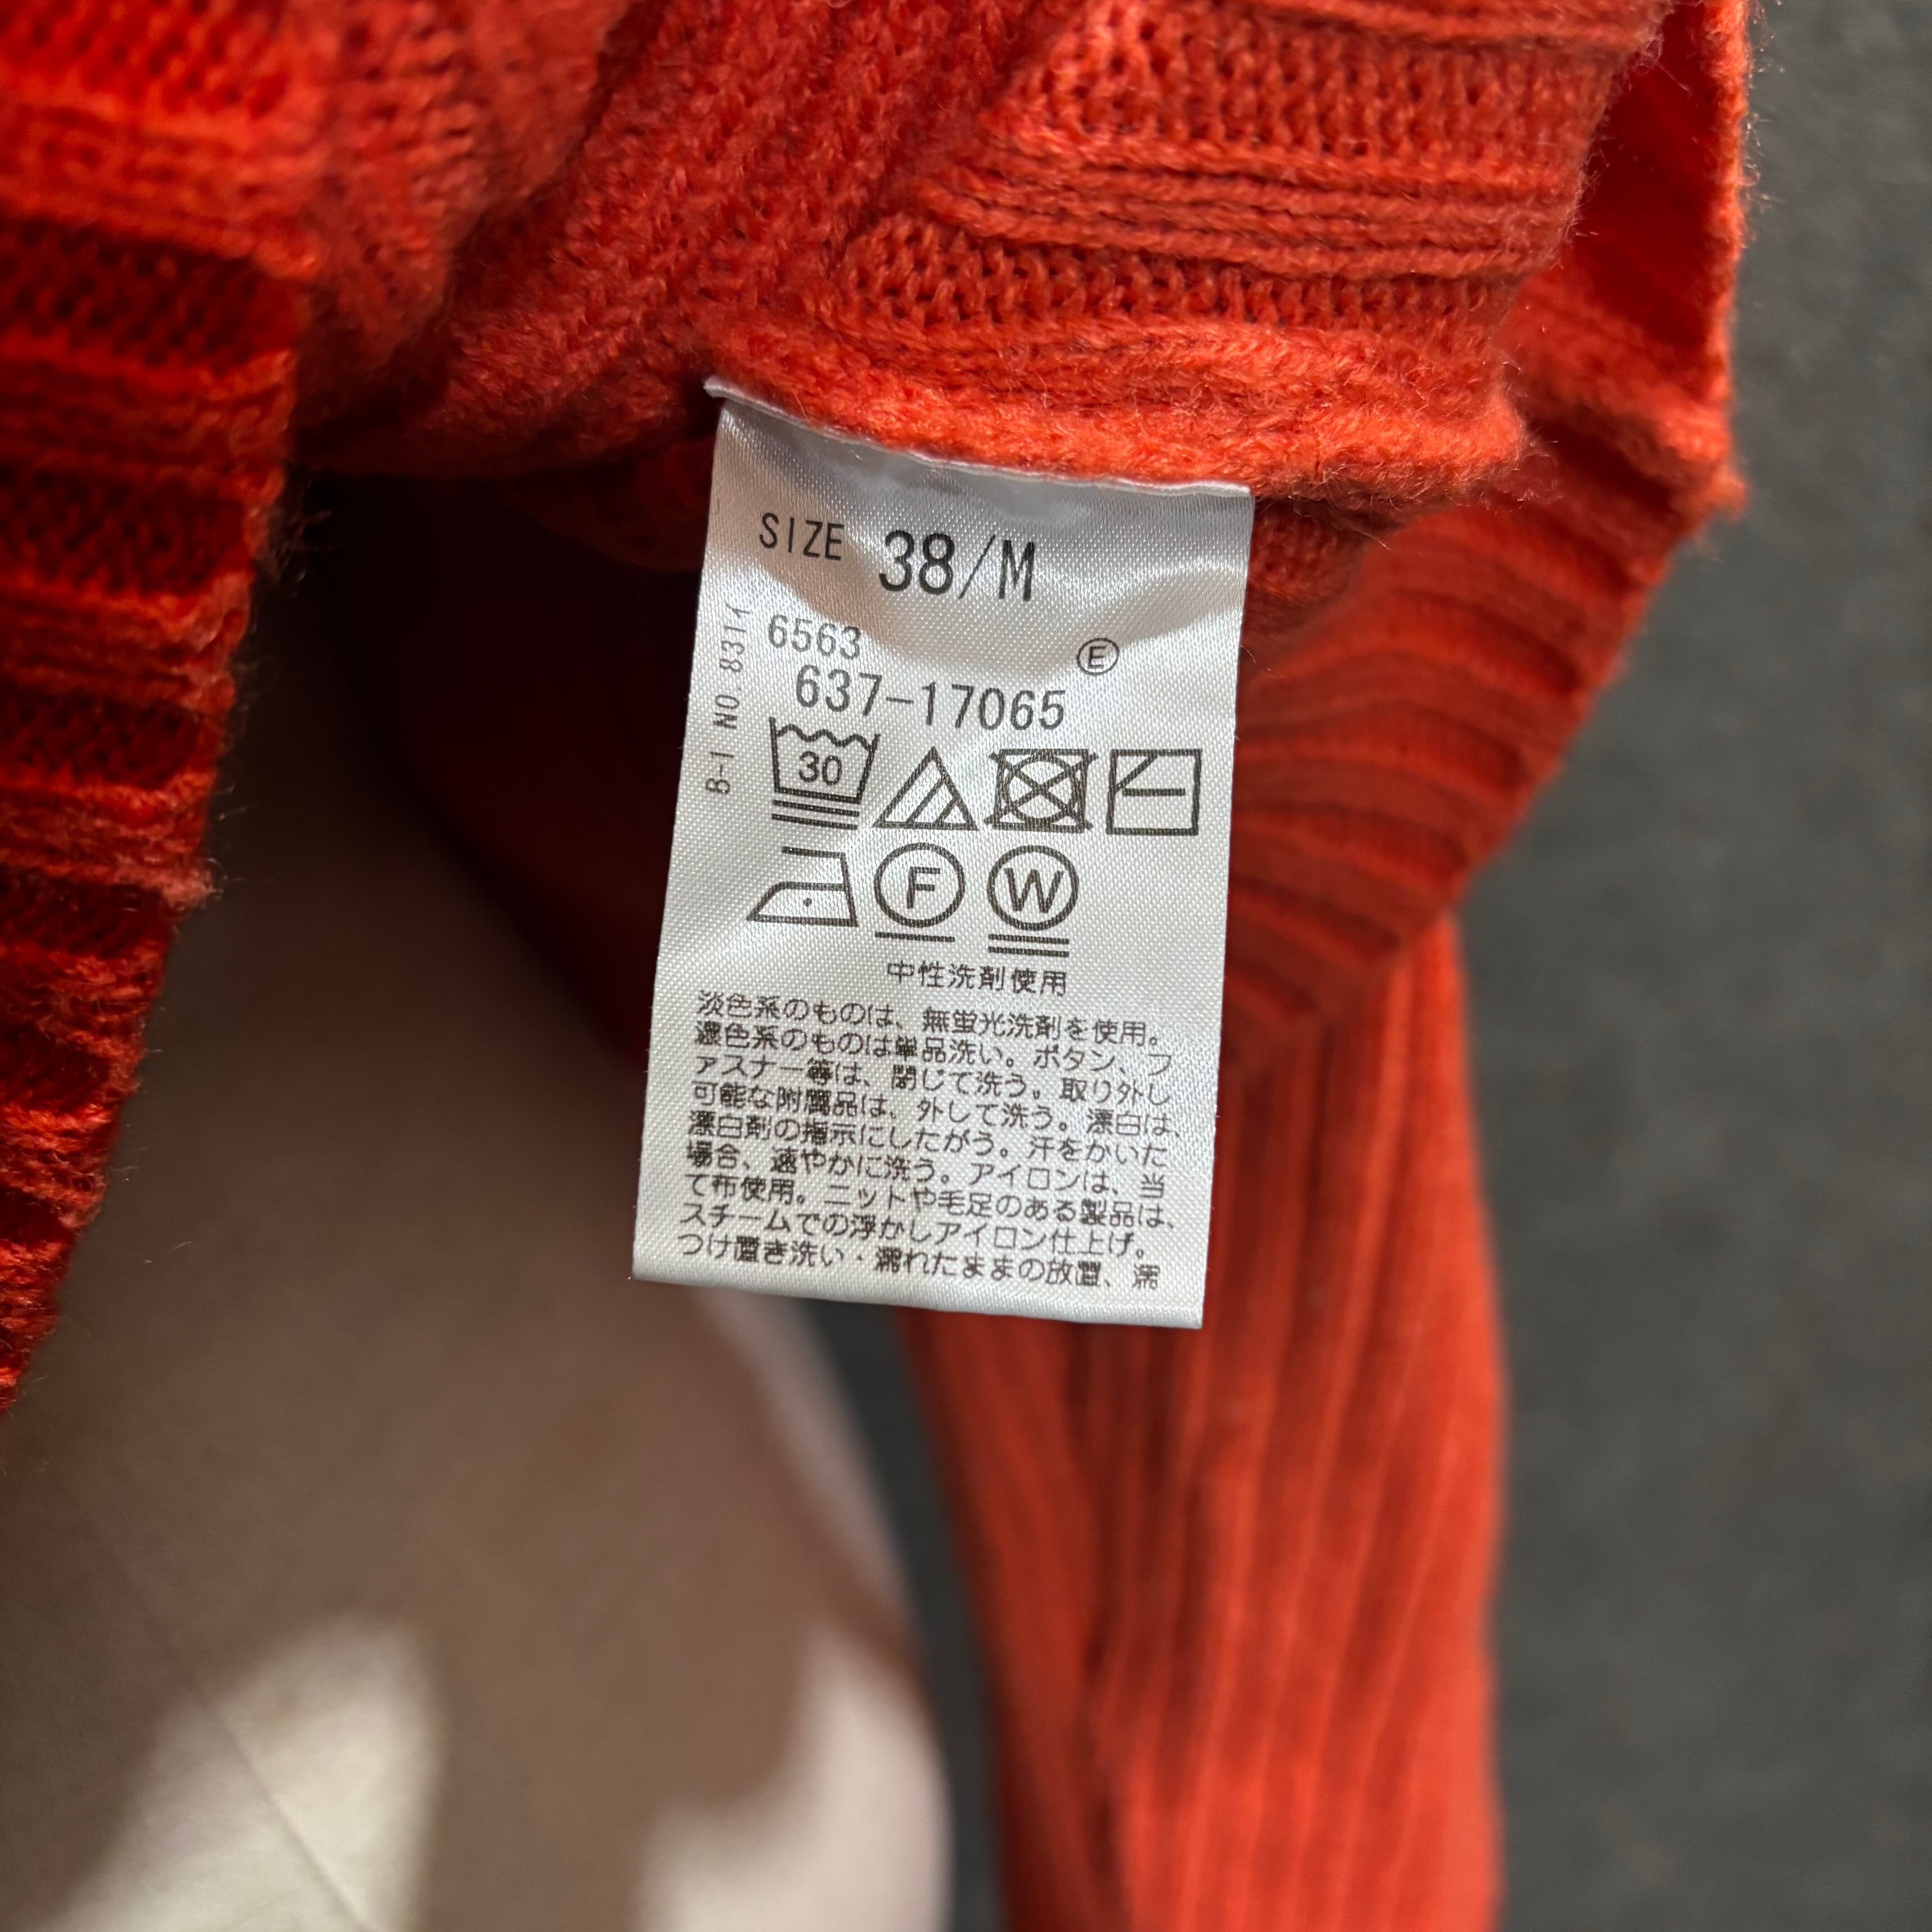 SIZE 38/M
6563
E
637-17065
B-1 NO. 8311
30
F W
中性洗剤使用
淡色系のものは、無蛍光洗剤を使用。
濃色系のものは単品洗い。ボタン、フ
ァスナー等は、閉じて洗う。取り外し
可能な附属品は、外して洗う。漂白は、
漂白剤の指示にしたがう。汗をかいた
場合、速やかに洗う。アイロンは、当
て布使用。ニットや毛足のある製品は、
スチームでの浮かしアイロン仕上げ。
つけ置き洗い・濡れたままの放置、濡